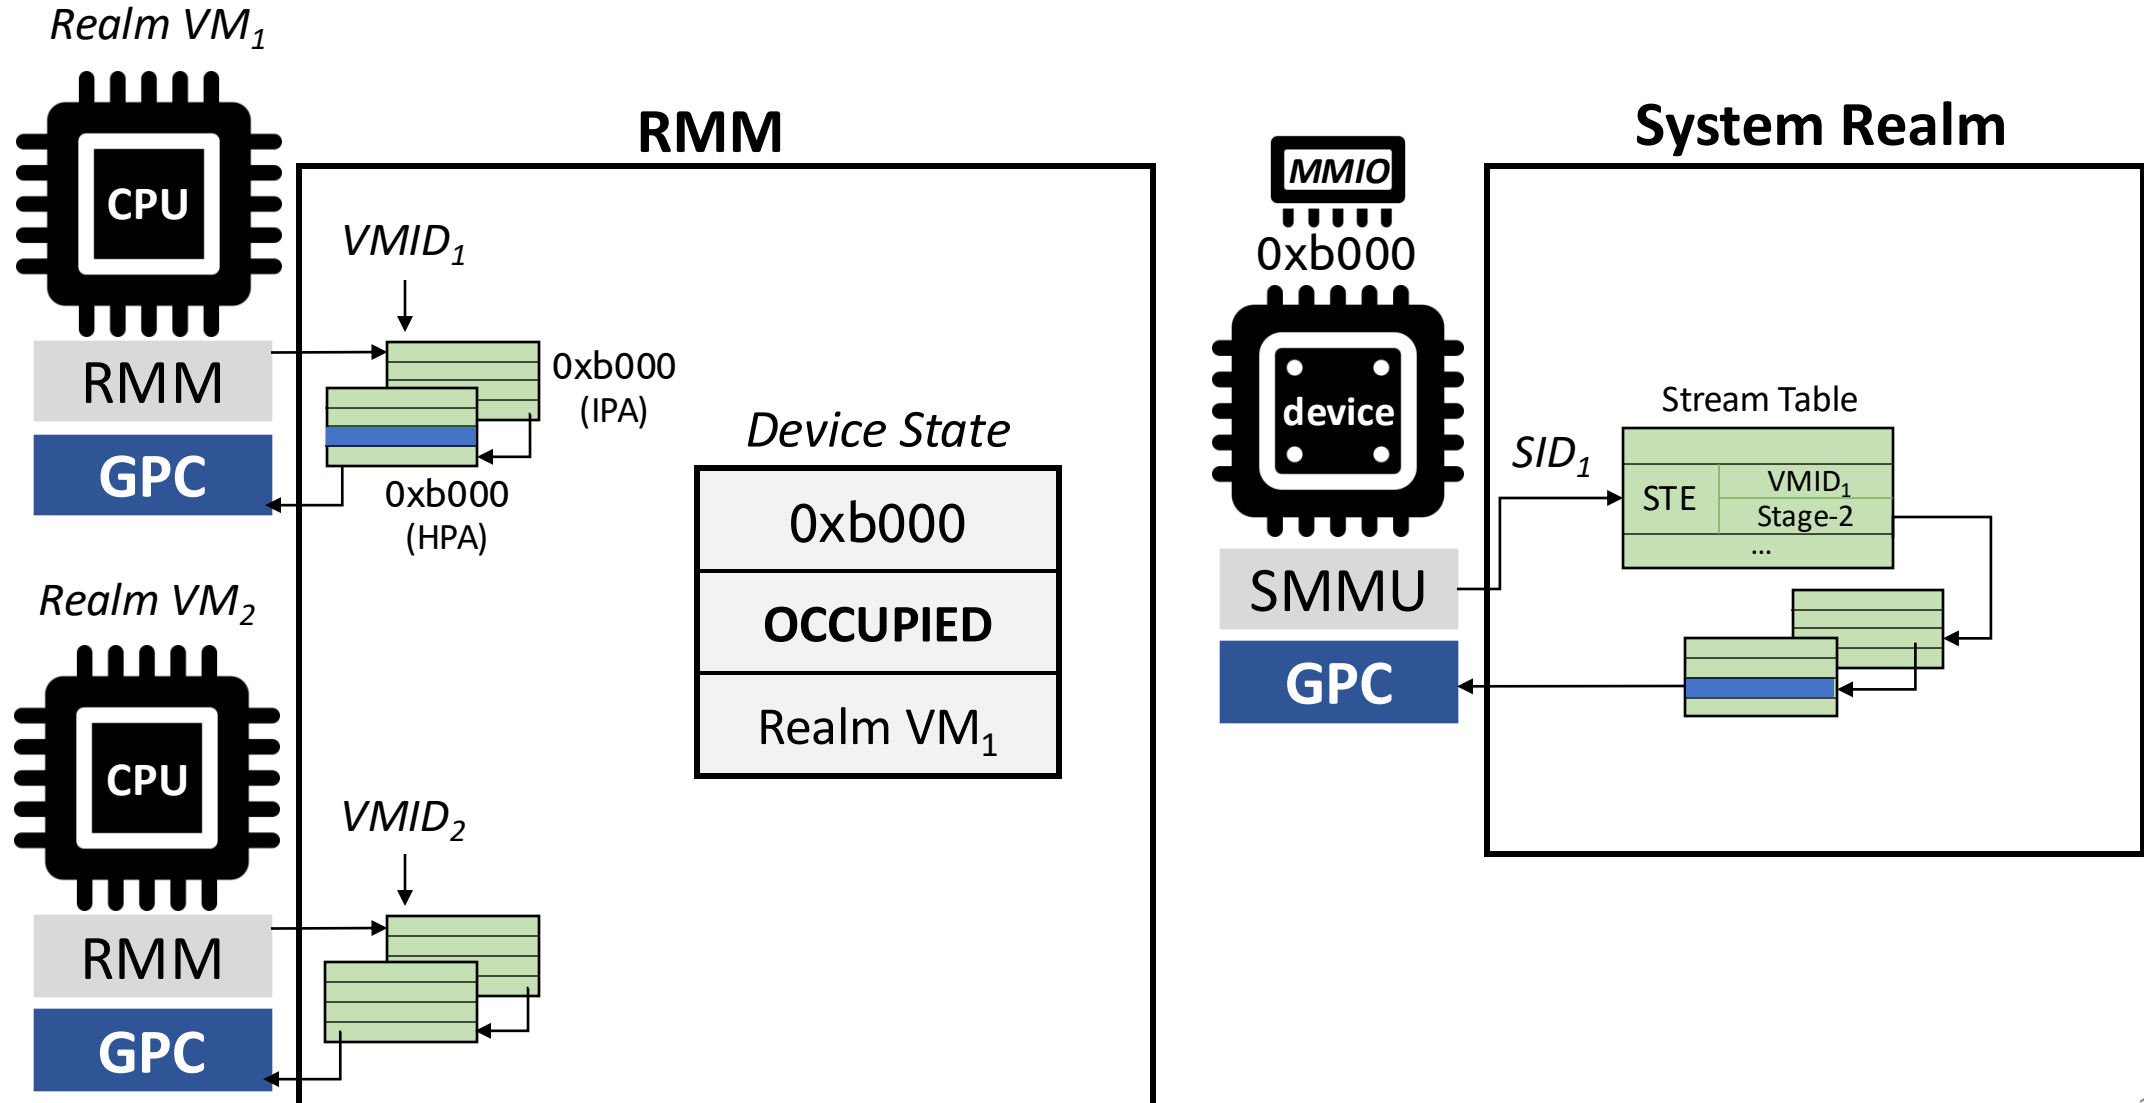 Realm VM1
CPU
RMM
GPC
Realm VM2
CPU
RMM
GPC
RMM
VMID1
0xb000
(IPA)
0xb000
(HPA)
Device State
0xb000
OCCUPIED
Realm VM1
VMID2
MMIO
0xb000
device
SMMU
GPC
System Realm
Stream Table
SID1
STE
VMID1
Stage-2
...